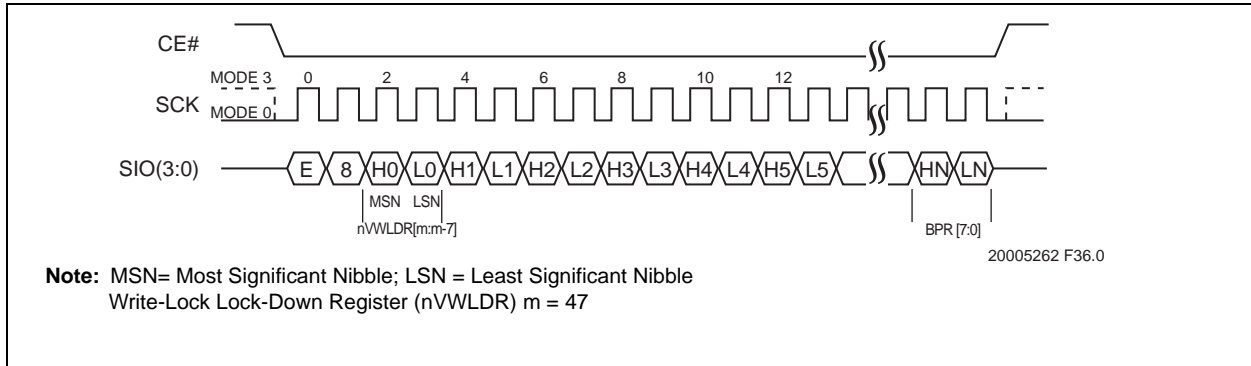 CE#
MODE 3 0 2 4 6 8 10 12
SCK MODE 0
SIO(3:0) E 8 H0 L0 H1 L1 H2 L2 H3 L3 H4 L4 H5 L5 HN LN
MSN LSN
nVWLDR[m:m-7] BPR [7:0]
20005262 F36.0
Note: MSN= Most Significant Nibble; LSN = Least Significant Nibble
Write-Lock Lock-Down Register (nVWLDR) m = 47